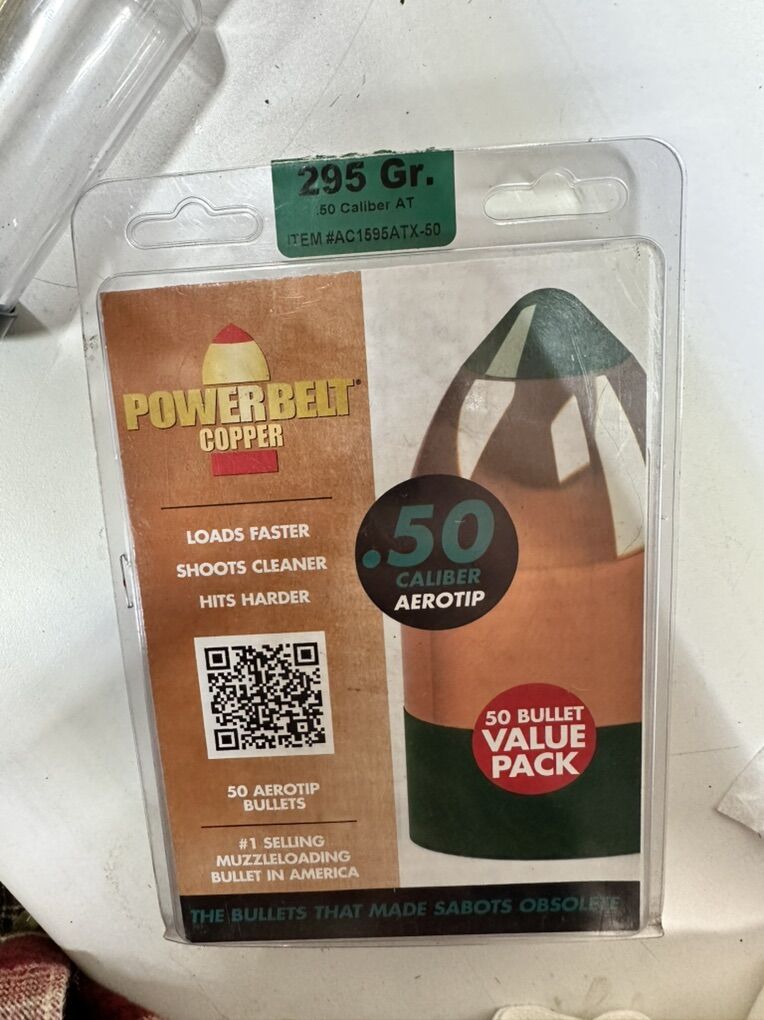 295 Gr.
.50 Caliber AT
ITEM #AC1595ATX-50
POWERBELT®
COPPER
LOADS FASTER
SHOOTS CLEANER
HITS HARDER
.50
CALIBER
AEROTIP
50 BULLET
VALUE
PACK
50 AEROTIP
BULLETS
#1 SELLING
MUZZLELOADING
BULLET IN AMERICA
THE BULLETS THAT MADE SABOTS OBSOLETE